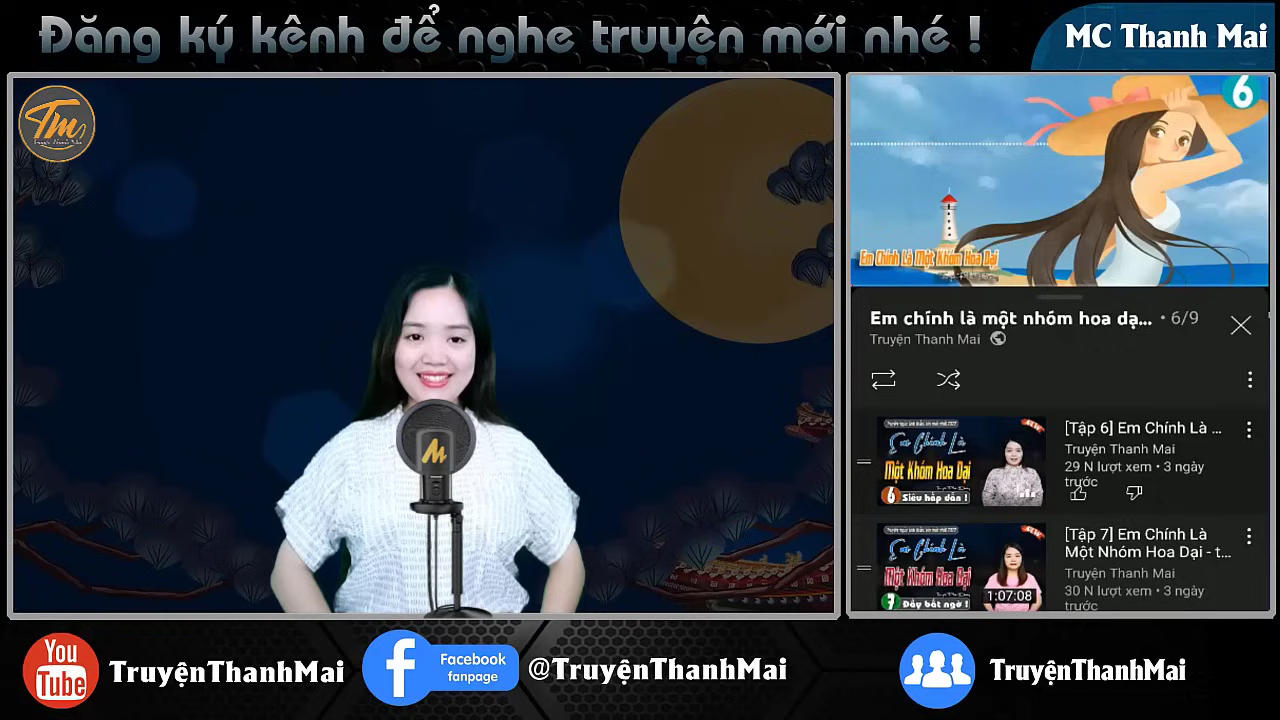 Đăng ký kênh để nghe truyện mới nhé !
MC Thanh Mai
Tm
6
Em Chính Là Một Khóm Hoa Dại
Em chính là một nhóm hoa dạ... • 6/9
Truyện Thanh Mai
[Tập 6] Em Chính Là ...
Truyện Thanh Mai
29 N lượt xem • 3 ngày
trước
Em Chính Là
Một Khóm Hoa Dại
6 Siêu hấp dẫn !
[Tập 7] Em Chính Là
Một Nhóm Hoa Dại - t...
Truyện Thanh Mai
30 N lượt xem • 3 ngày
trước
Em Chính Là
Một Khóm Hoa Dại
7 Đầy bất ngờ !
1:07:08
You
Tube
TruyệnThanhMai
Facebook
fanpage
@TruyệnThanhMai
TruyệnThanhMai